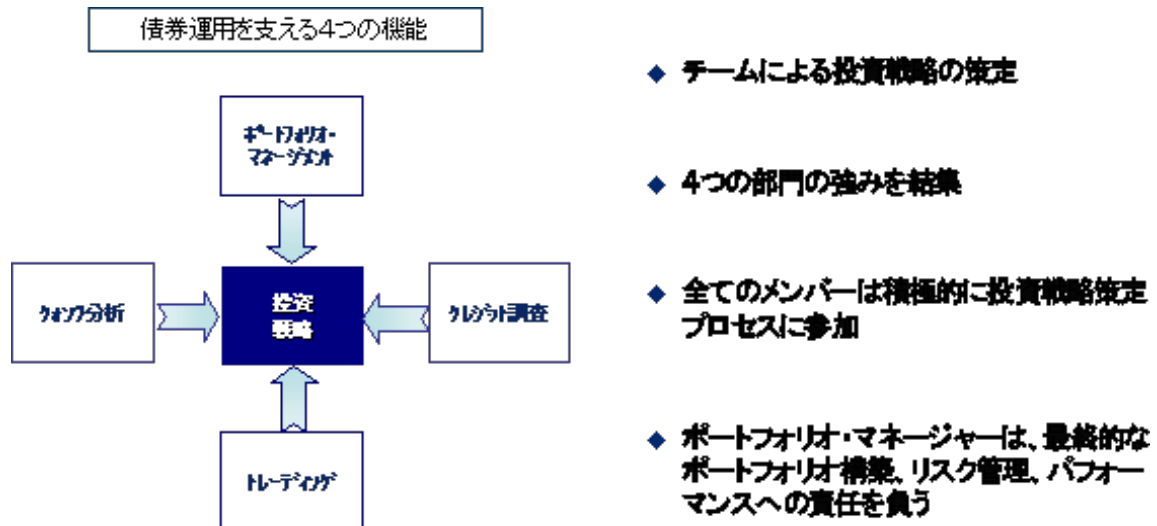 債券運用を支える4つの機能
ﾎﾟｰﾄﾌｫﾘｵ・
ﾏﾈｰｼﾞﾒﾝﾄ
ｸｫﾝﾂ分析
投資
戦略
ｸﾚｼﾞｯﾄ調査
ﾄﾚｰﾃﾞｨﾝｸﾞ
◆ チームによる投資戦略の策定
◆ 4つの部門の強みを結集
◆ 全てのメンバーは積極的に投資戦略策定
プロセスに参加
◆ ポートフォリオ・マネージャーは、最終的な
ポートフォリオ構築、リスク管理、パフォー
マンスへの責任を負う